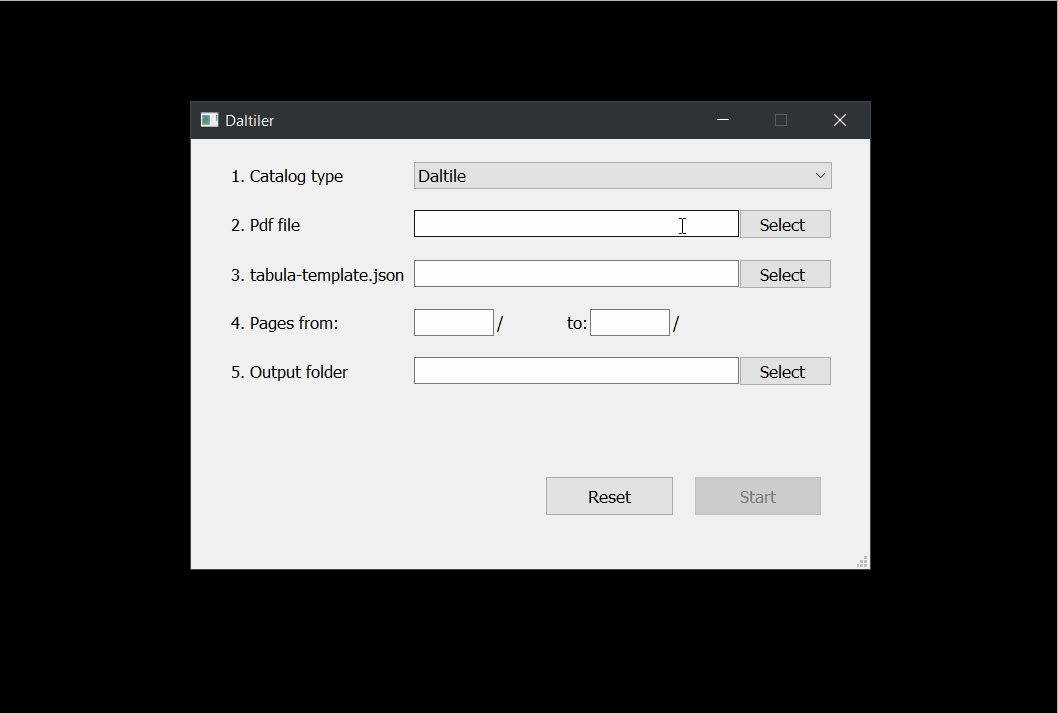 Daltiler
1. Catalog type Daltile
2. Pdf file Select
3. tabula-template.json Select
4. Pages from: / to: /
5. Output folder Select
Reset Start